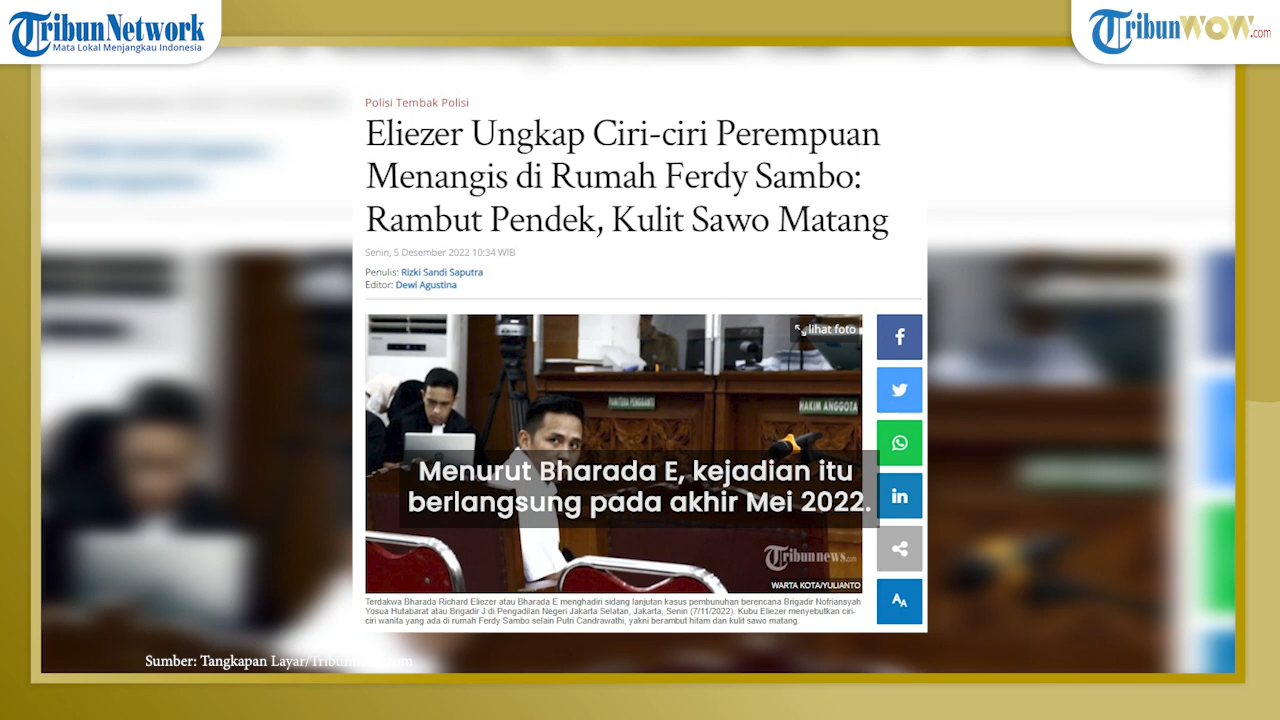 TribunNetwork
Mata Lokal Menjangkau Indonesia
TribunWOW.com
Polisi Tembak Polisi
Eliezer Ungkap Ciri-ciri Perempuan
Menangis di Rumah Ferdy Sambo:
Rambut Pendek, Kulit Sawo Matang
Senin, 5 Desember 2022 10:34 WIB
Penulis: Rizki Sandi Saputra
Editor: Dewi Agustina
lihat foto
PANITERA PENGGANTI
HAKIM ANGGOTA
Menurut Bharada E, kejadian itu
berlangsung pada akhir Mei 2022.
Tribunnews.com
WARTA KOTA/YULIANTO
Terdakwa Bharada Richard Eliezer atau Bharada E menghadiri sidang lanjutan kasus pembunuhan berencana Brigadir Nofriansyah
Yosua Hutabarat atau Brigadir J di Pengadilan Negeri Jakarta Selatan, Jakarta, Senin (7/11/2022). Kubu Eliezer menyebutkan ciri-
ciri wanita yang ada di rumah Ferdy Sambo selain Putri Candrawathi, yakni berambut hitam dan kulit sawo matang.
Sumber: Tangkapan Layar/